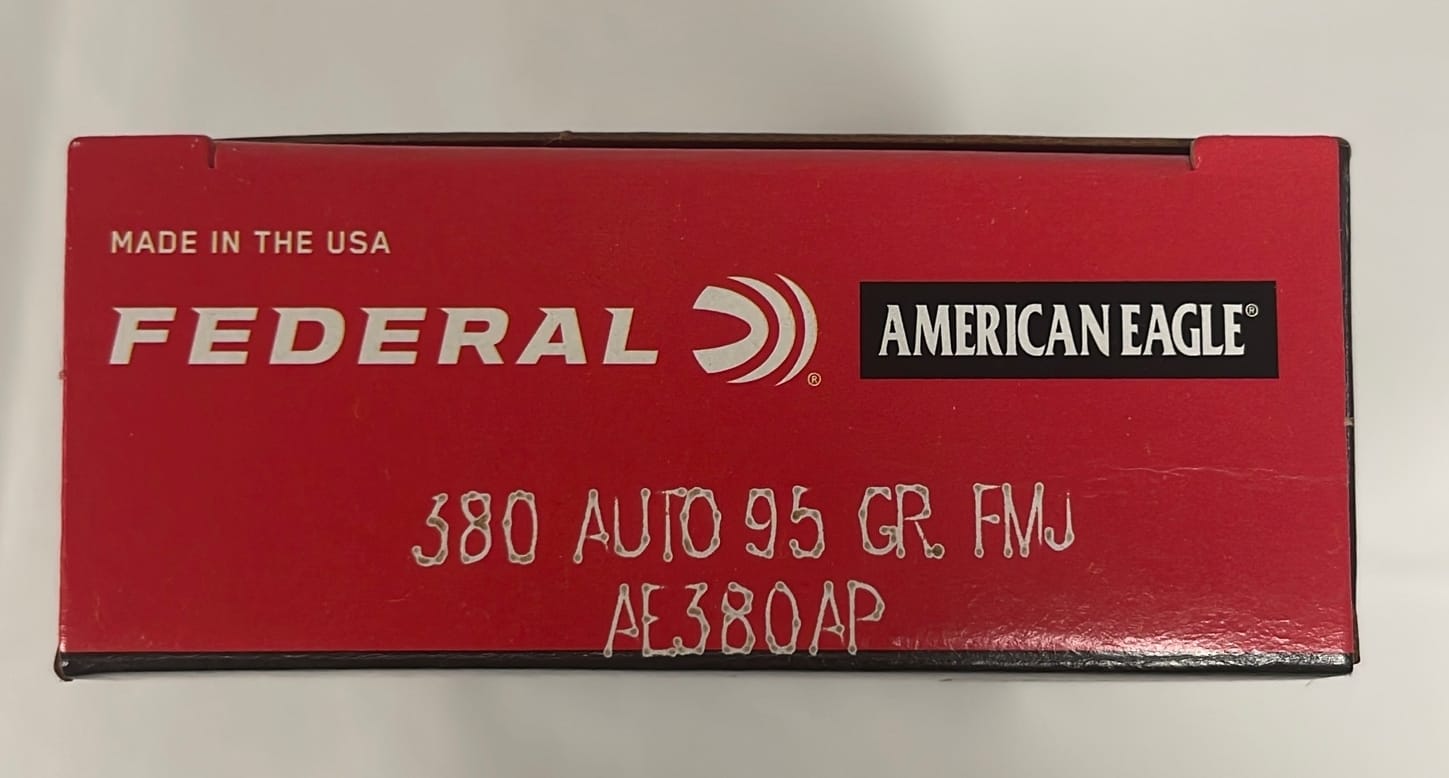 MADE IN THE USA
FEDERAL ® AMERICAN EAGLE®
380 AUTO 95 GR FMJ
AE380AP